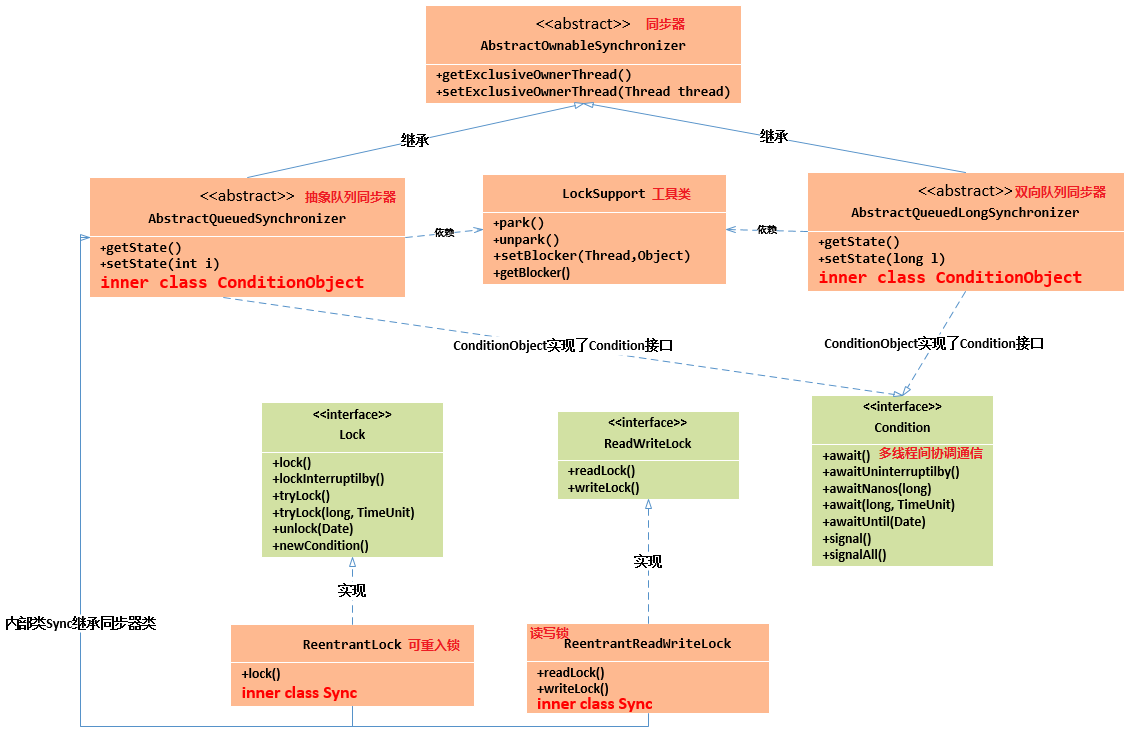 <<abstract>> 同步器
AbstractOwnableSynchronizer
+getExclusiveOwnerThread()
+setExclusiveOwnerThread(Thread thread)
继承
继承
<<abstract>> 抽象队列同步器
AbstractQueuedSynchronizer
+getState()
+setState(int i)
inner class ConditionObject
依赖
LockSupport 工具类
+park()
+unpark()
+setBlocker(Thread,Object)
+getBlocker()
依赖
<<abstract>> 双向队列同步器
AbstractQueuedLongSynchronizer
+getState()
+setState(long l)
inner class ConditionObject
ConditionObject实现了Condition接口
ConditionObject实现了Condition接口
<<interface>>
Lock
+lock()
+lockInterruptilby()
+tryLock()
+tryLock(long, TimeUnit)
+unlock(Date)
+newCondition()
<<interface>>
ReadWriteLock
+readLock()
+writeLock()
<<interface>>
Condition
+await() 多线程间协调通信
+awaitUninterruptilby()
+awaitNanos(long)
+await(long, TimeUnit)
+awaitUntil(Date)
+signal()
+signalAll()
实现
实现
内部类Sync继承同步器类
ReentrantLock 可重入锁
+lock()
inner class Sync
读写锁
ReentrantReadWriteLock
+readLock()
+writeLock()
inner class Sync